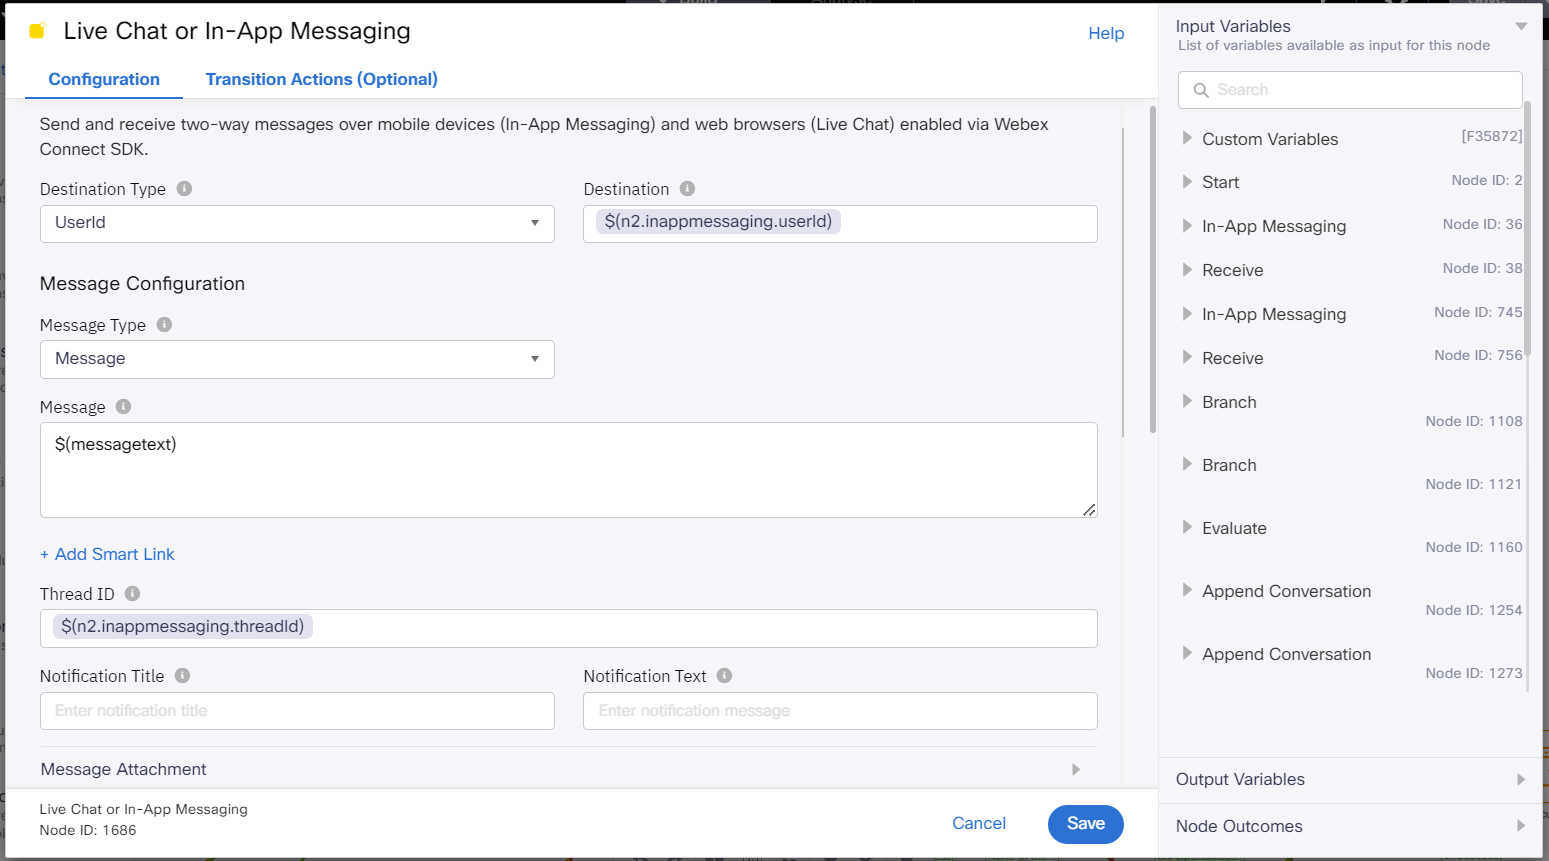 Live Chat or In-App Messaging
Help
Configuration
Transition Actions (Optional)
Send and receive two-way messages over mobile devices (In-App Messaging) and web browsers (Live Chat) enabled via Webex
Connect SDK.
Destination Type
Destination
UserId
$(n2.inappmessaging.userId)
Message Configuration
Message Type
Message
Message
$(messagetext)
+ Add Smart Link
Thread ID
$(n2.inappmessaging.threadId)
Notification Title
Notification Text
Enter notification title
Enter notification message
Message Attachment
Live Chat or In-App Messaging
Node ID: 1686
Cancel
Save
Input Variables
List of variables available as input for this node
Search
Custom Variables
[F35872]
Start
Node ID: 2
In-App Messaging
Node ID: 36
Receive
Node ID: 38
In-App Messaging
Node ID: 745
Receive
Node ID: 756
Branch
Node ID: 1108
Branch
Node ID: 1121
Evaluate
Node ID: 1160
Append Conversation
Node ID: 1254
Append Conversation
Node ID: 1273
Output Variables
Node Outcomes